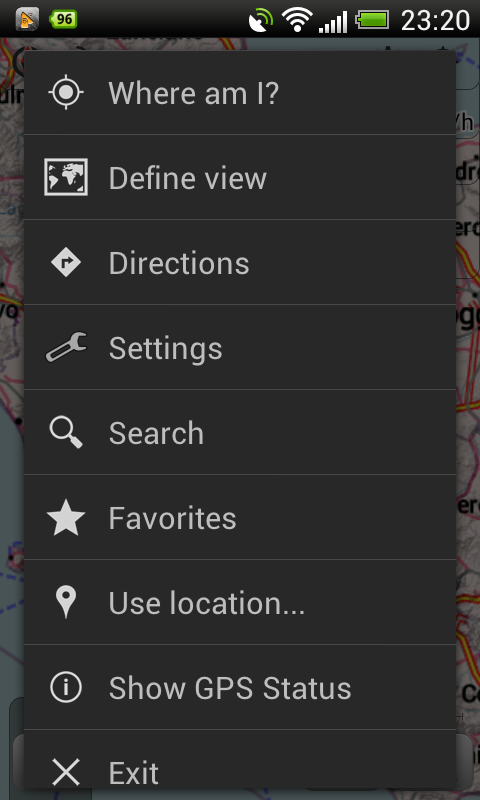 96 23:20
Where am I?
Define view
Directions
Settings
Search
Favorites
Use location...
Show GPS Status
Exit